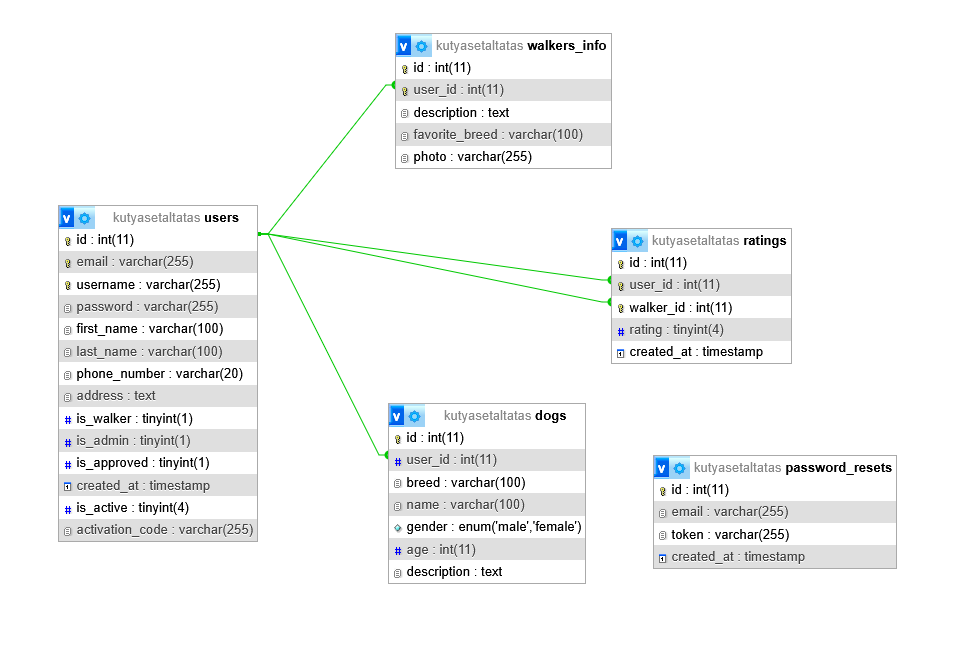 kutyasetaltatas walkers_info
id : int(11)
user_id : int(11)
description : text
favorite_breed : varchar(100)
photo : varchar(255)
kutyasetaltatas users
id : int(11)
email : varchar(255)
username : varchar(255)
password : varchar(255)
first_name : varchar(100)
last_name : varchar(100)
phone_number : varchar(20)
address : text
is_walker : tinyint(1)
is_admin : tinyint(1)
is_approved : tinyint(1)
created_at : timestamp
is_active : tinyint(4)
activation_code : varchar(255)
kutyasetaltatas ratings
id : int(11)
user_id : int(11)
walker_id : int(11)
rating : tinyint(4)
created_at : timestamp
kutyasetaltatas dogs
id : int(11)
user_id : int(11)
breed : varchar(100)
name : varchar(100)
gender : enum('male','female')
age : int(11)
description : text
kutyasetaltatas password_resets
id : int(11)
email : varchar(255)
token : varchar(255)
created_at : timestamp